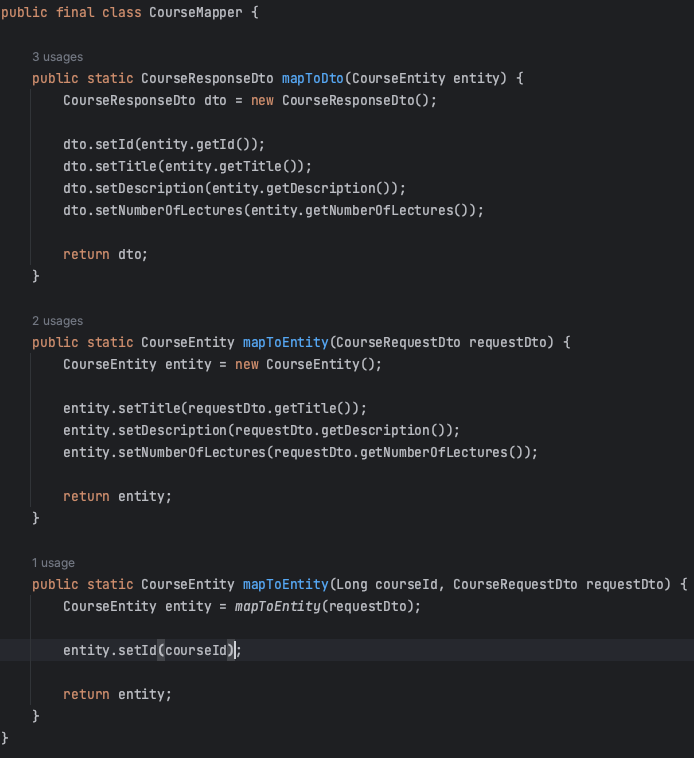 public final class CourseMapper {
3 usages
public static CourseResponseDto mapToDto(CourseEntity entity) {
CourseResponseDto dto = new CourseResponseDto();
dto.setId(entity.getId());
dto.setTitle(entity.getTitle());
dto.setDescription(entity.getDescription());
dto.setNumberOfLectures(entity.getNumberOfLectures());
return dto;
}
2 usages
public static CourseEntity mapToEntity(CourseRequestDto requestDto) {
CourseEntity entity = new CourseEntity();
entity.setTitle(requestDto.getTitle());
entity.setDescription(requestDto.getDescription());
entity.setNumberOfLectures(requestDto.getNumberOfLectures());
return entity;
}
1 usage
public static CourseEntity mapToEntity(Long courseId, CourseRequestDto requestDto) {
CourseEntity entity = mapToEntity(requestDto);
entity.setId(courseId);
return entity;
}
}